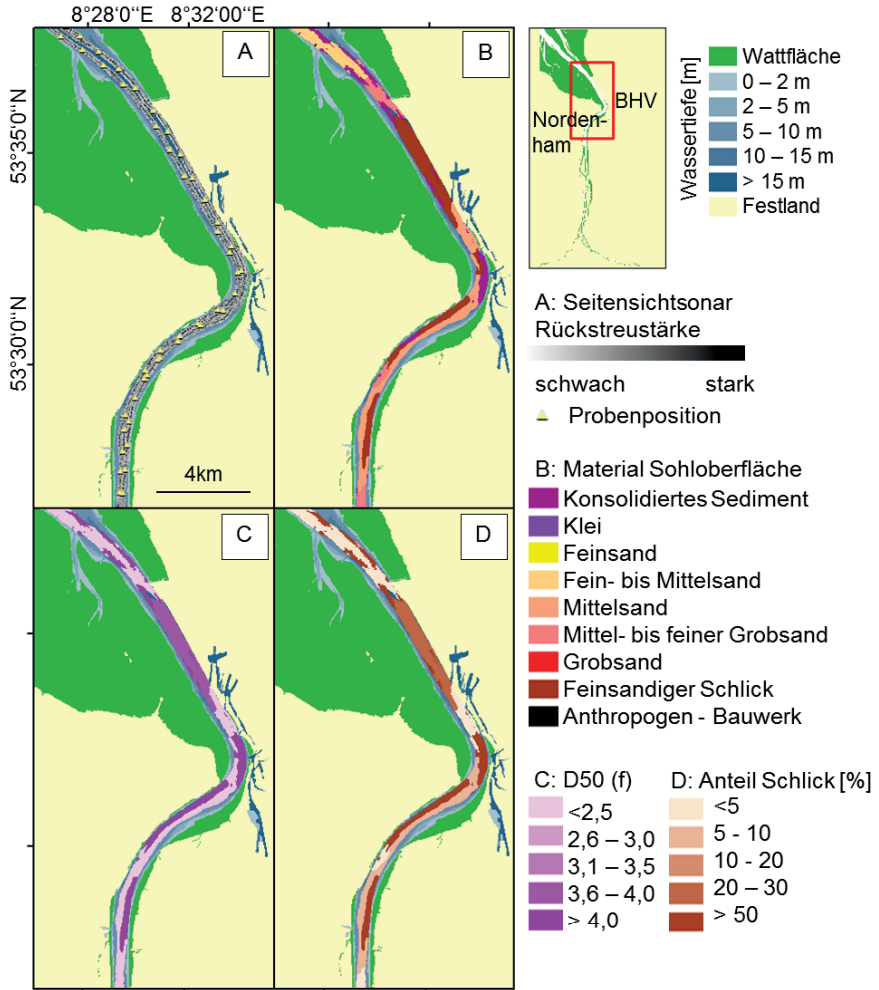 8°28'0''E 8°32'00''E
A
B
53°35'0''N
53°30'0''N
4km
C
D
BHV
Norden-
ham
Wassertiefe [m]
Wattfläche
0 – 2 m
2 – 5 m
5 – 10 m
10 – 15 m
> 15 m
Festland
A: Seitensichtsonar
Rückstreustärke
schwach stark
Probenposition
B: Material Sohloberfläche
Konsolidiertes Sediment
Klei
Feinsand
Fein- bis Mittelsand
Mittelsand
Mittel- bis feiner Grobsand
Grobsand
Feinsandiger Schlick
Anthropogen - Bauwerk
C: D50 (f)
<2,5
2,6 – 3,0
3,1 – 3,5
3,6 – 4,0
> 4,0
D: Anteil Schlick [%]
<5
5 - 10
10 - 20
20 – 30
> 50